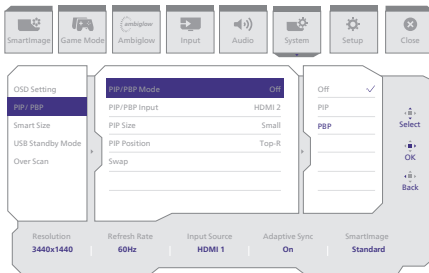 SmartImage
Game Mode
ambiglow
Ambiglow
Input
Audio
System
Setup
Close
OSD Setting
PIP/ PBP
Smart Size
USB Standby Mode
Over Scan
PIP/PBP Mode Off
PIP/PBP Input HDMI 2
PIP Size Small
PIP Position Top-R
Swap
Off
PIP
PBP
Select
OK
Back
Resolution Refresh Rate Input Source Adaptive Sync SmartImage
3440x1440 60Hz HDMI 1 On Standard